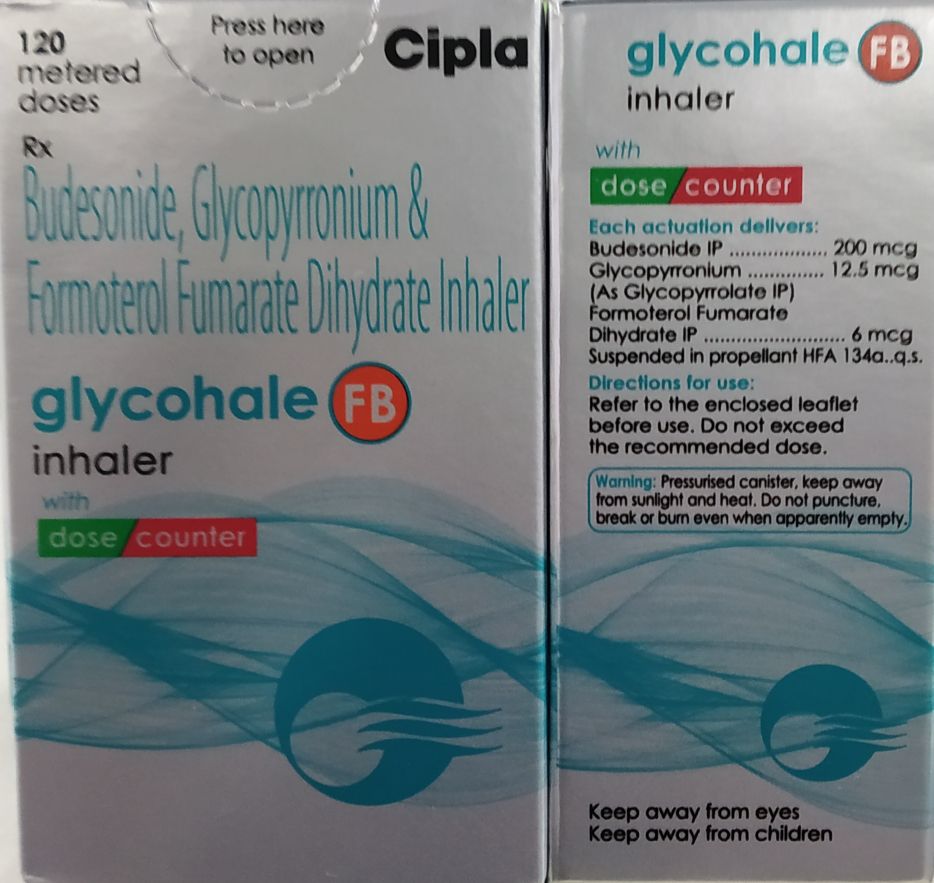 120
metered
doses
Press here
to open
Cipla
Rx
Budesonide, Glycopyrronium &
Formoterol Fumarate Dihydrate Inhaler
glycohale FB
inhaler
with
dose counter
glycohale FB
inhaler
with
dose counter
Each actuation delivers:
Budesonide IP .................. 200 mcg
Glycopyrronium .............. 12.5 mcg
(As Glycopyrrolate IP)
Formoterol Fumarate
Dihydrate IP .......................... 6 mcg
Suspended in propellant HFA 134a..q.s.
Directions for use:
Refer to the enclosed leaflet
before use. Do not exceed
the recommended dose.
Warning: Pressurised canister, keep away
from sunlight and heat. Do not puncture,
break or burn even when apparently empty.
Keep away from eyes
Keep away from children